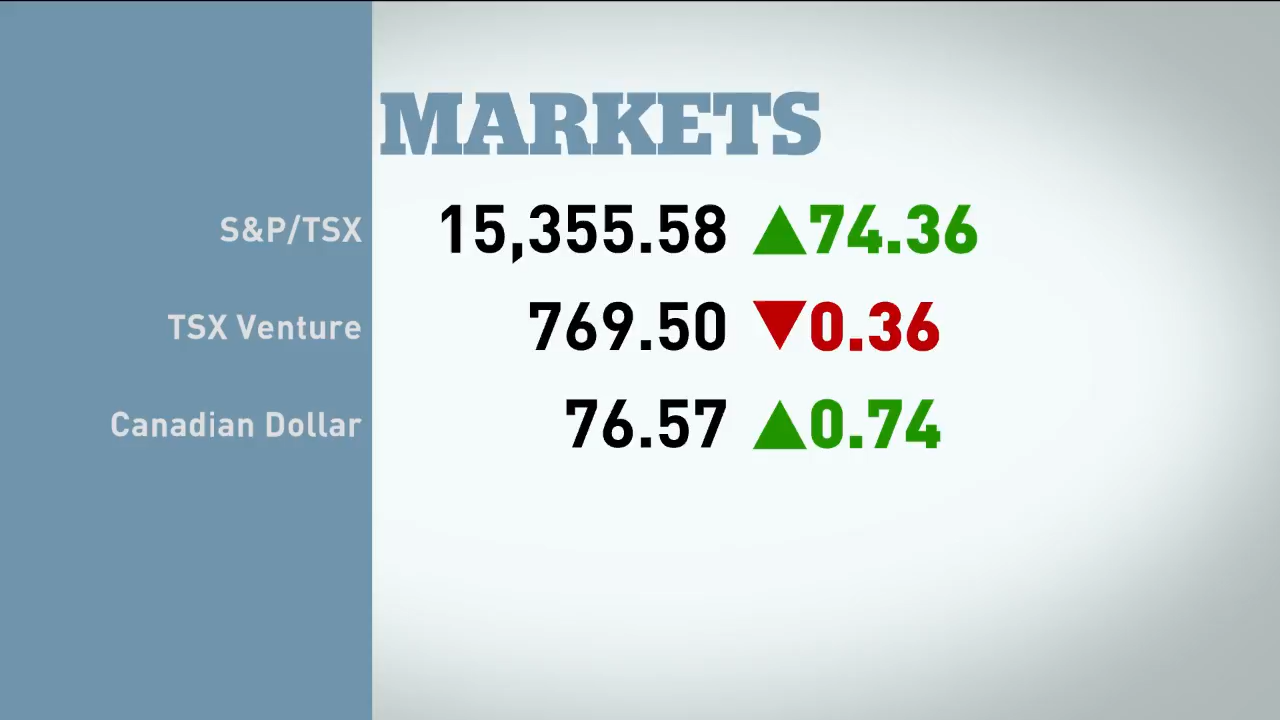 MARKETS
S&P/TSX 15,355.58 ▲74.36
TSX Venture 769.50 ▼0.36
Canadian Dollar 76.57 ▲0.74